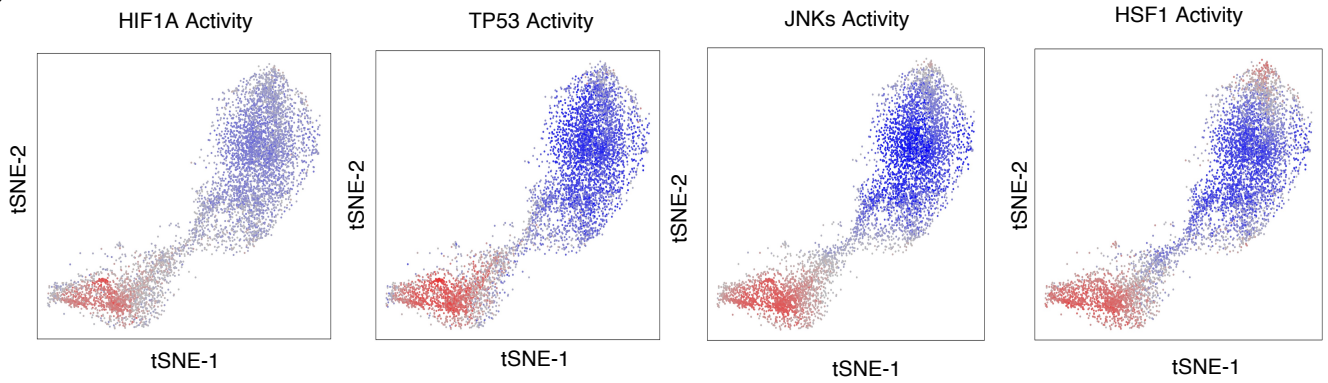 HIF1A Activity
tSNE-2
tSNE-1
TP53 Activity
tSNE-2
tSNE-1
JNKs Activity
tSNE-2
tSNE-1
HSF1 Activity
tSNE-2
tSNE-1